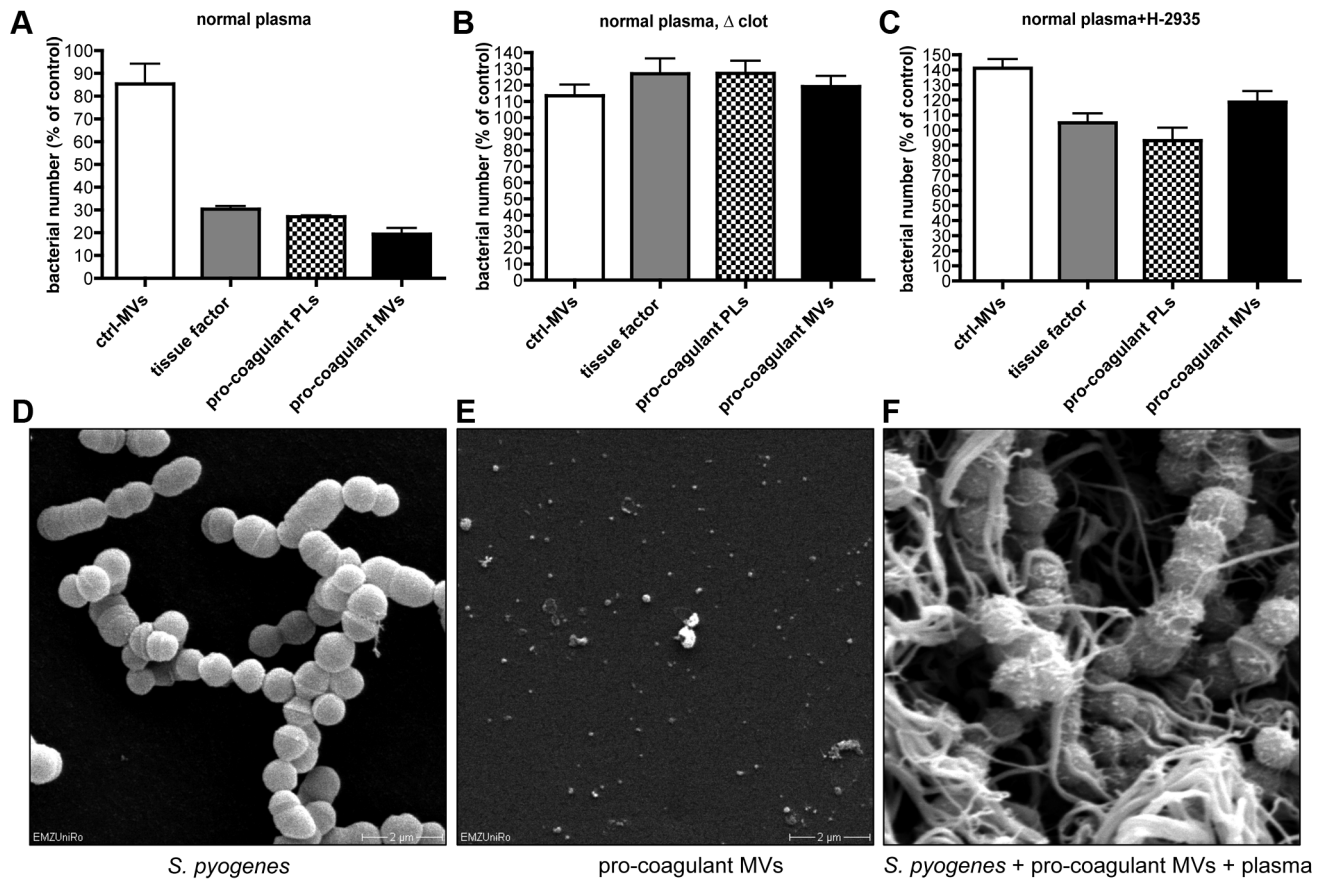 A
normal plasma
bacterial number (% of control)
100
90
80
70
60
50
40
30
20
10
0
ctrl-MVs
tissue factor
pro-coagulant PLs
pro-coagulant MVs
B
normal plasma, Δ clot
bacterial number (% of control)
140
130
120
110
100
90
80
70
60
50
40
30
20
10
0
ctrl-MVs
tissue factor
pro-coagulant PLs
pro-coagulant MVs
C
normal plasma+H-2935
bacterial number (% of control)
150
140
130
120
110
100
90
80
70
60
50
40
30
20
10
0
ctrl-MVs
tissue factor
pro-coagulant PLs
pro-coagulant MVs
D
EMZUniRo
2 µm
S. pyogenes
E
EMZUniRo
2 µm
pro-coagulant MVs
F
S. pyogenes + pro-coagulant MVs + plasma